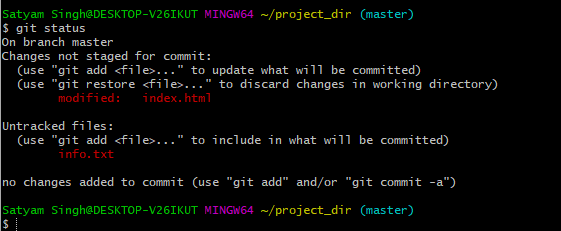 Satyam Singh@DESKTOP-V26IKUT MINGW64 ~/project_dir (master)
$ git status
On branch master
Changes not staged for commit:
  (use "git add <file>..." to update what will be committed)
  (use "git restore <file>..." to discard changes in working directory)
        modified:   index.html

Untracked files:
  (use "git add <file>..." to include in what will be committed)
        info.txt

no changes added to commit (use "git add" and/or "git commit -a")

Satyam Singh@DESKTOP-V26IKUT MINGW64 ~/project_dir (master)
$